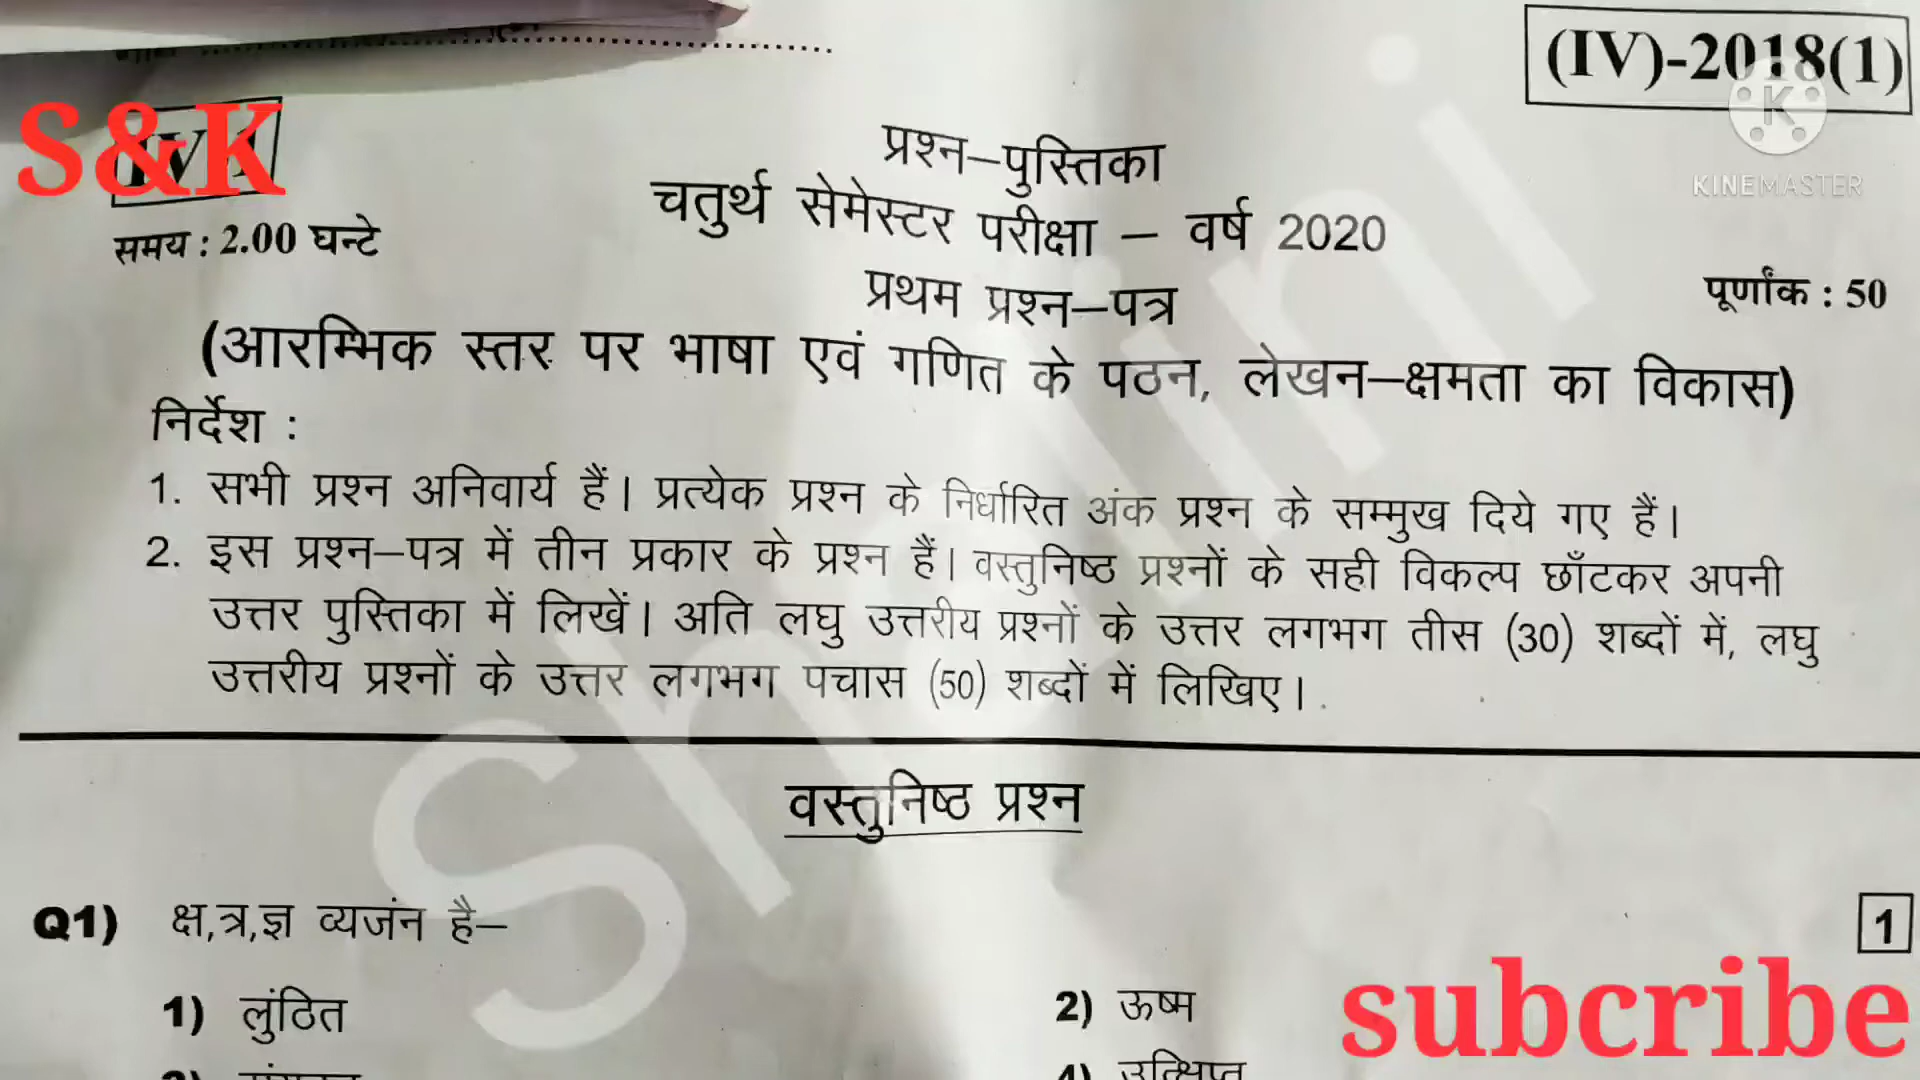 (IV)-2018(1)
S&K
KINEMASTER
प्रश्न–पुस्तिका
चतुर्थ सेमेस्टर परीक्षा – वर्ष 2020
समय : 2.00 घन्टे
पूर्णांक : 50
प्रथम प्रश्न–पत्र
(आरम्भिक स्तर पर भाषा एवं गणित के पठन, लेखन–क्षमता का विकास)
निर्देश :
1. सभी प्रश्न अनिवार्य हैं। प्रत्येक प्रश्न के निर्धारित अंक प्रश्न के सम्मुख दिये गए हैं।
2. इस प्रश्न–पत्र में तीन प्रकार के प्रश्न हैं। वस्तुनिष्ठ प्रश्नों के सही विकल्प छाँटकर अपनी
उत्तर पुस्तिका में लिखें। अति लघु उत्तरीय प्रश्नों के उत्तर लगभग तीस (30) शब्दों में, लघु
उत्तरीय प्रश्नों के उत्तर लगभग पचास (50) शब्दों में लिखिए।
Shalini
वस्तुनिष्ठ प्रश्न
Q1) क्ष,त्र,ज्ञ व्यजंन है– 1
1) लुंठित 2) ऊष्म
subcribe
4) उत्क्षिप्त